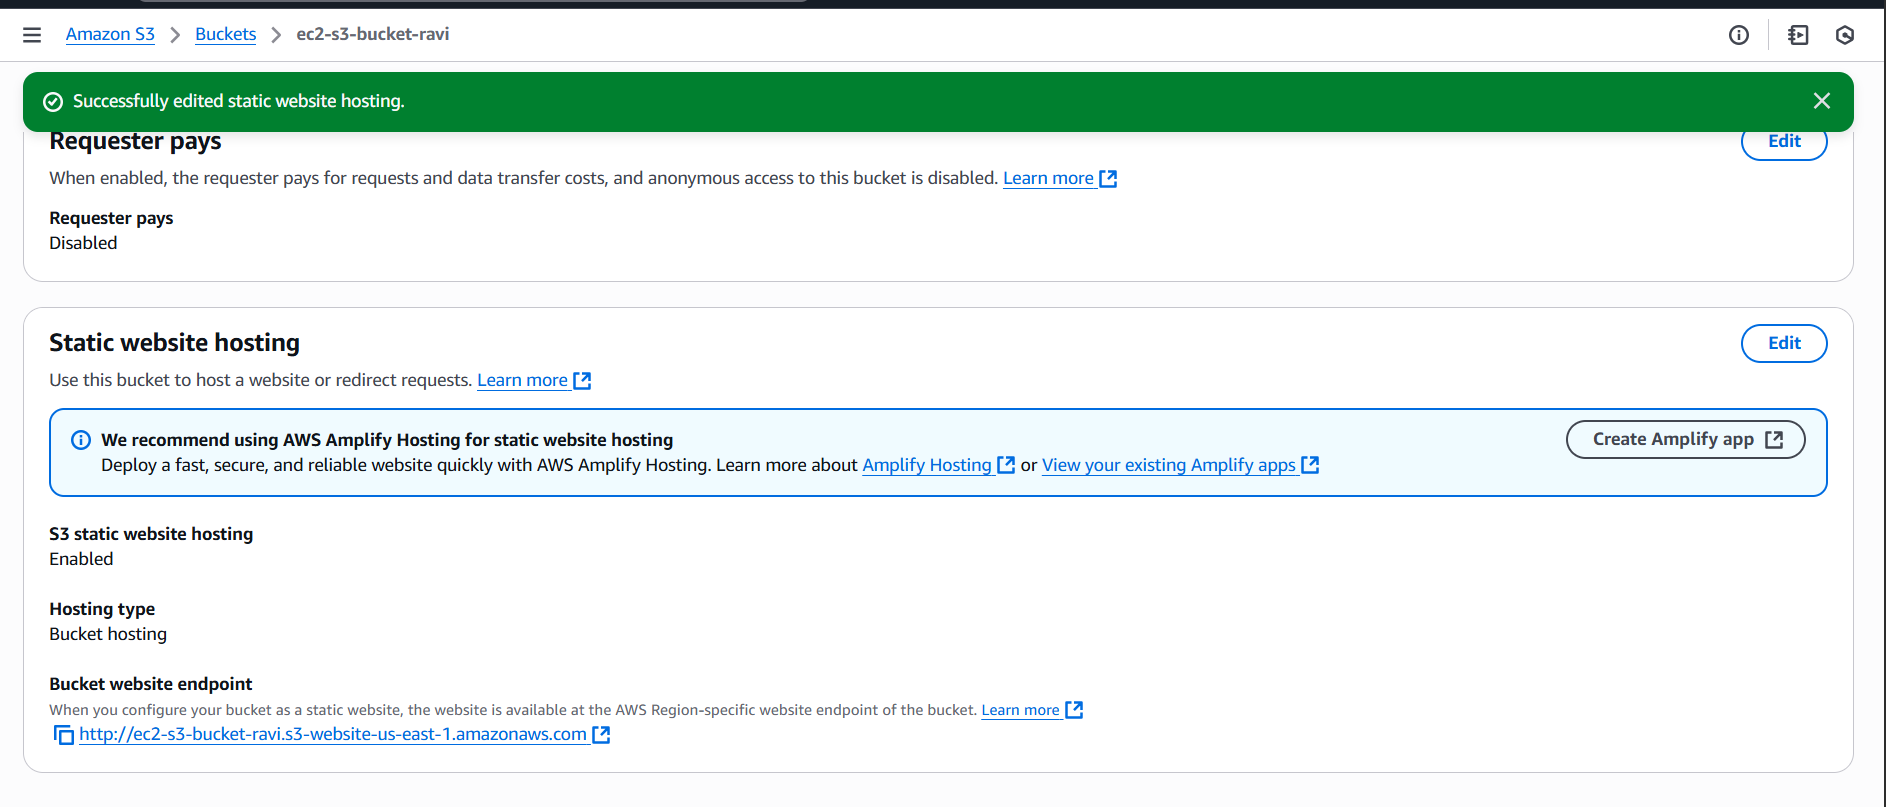 Amazon S3 > Buckets > ec2-s3-bucket-ravi
Successfully edited static website hosting.
Requester pays
Edit
When enabled, the requester pays for requests and data transfer costs, and anonymous access to this bucket is disabled. Learn more
Requester pays
Disabled
Static website hosting
Edit
Use this bucket to host a website or redirect requests. Learn more
We recommend using AWS Amplify Hosting for static website hosting
Create Amplify app
Deploy a fast, secure, and reliable website quickly with AWS Amplify Hosting. Learn more about Amplify Hosting or View your existing Amplify apps
S3 static website hosting
Enabled
Hosting type
Bucket hosting
Bucket website endpoint
When you configure your bucket as a static website, the website is available at the AWS Region-specific website endpoint of the bucket. Learn more
http://ec2-s3-bucket-ravi.s3-website-us-east-1.amazonaws.com